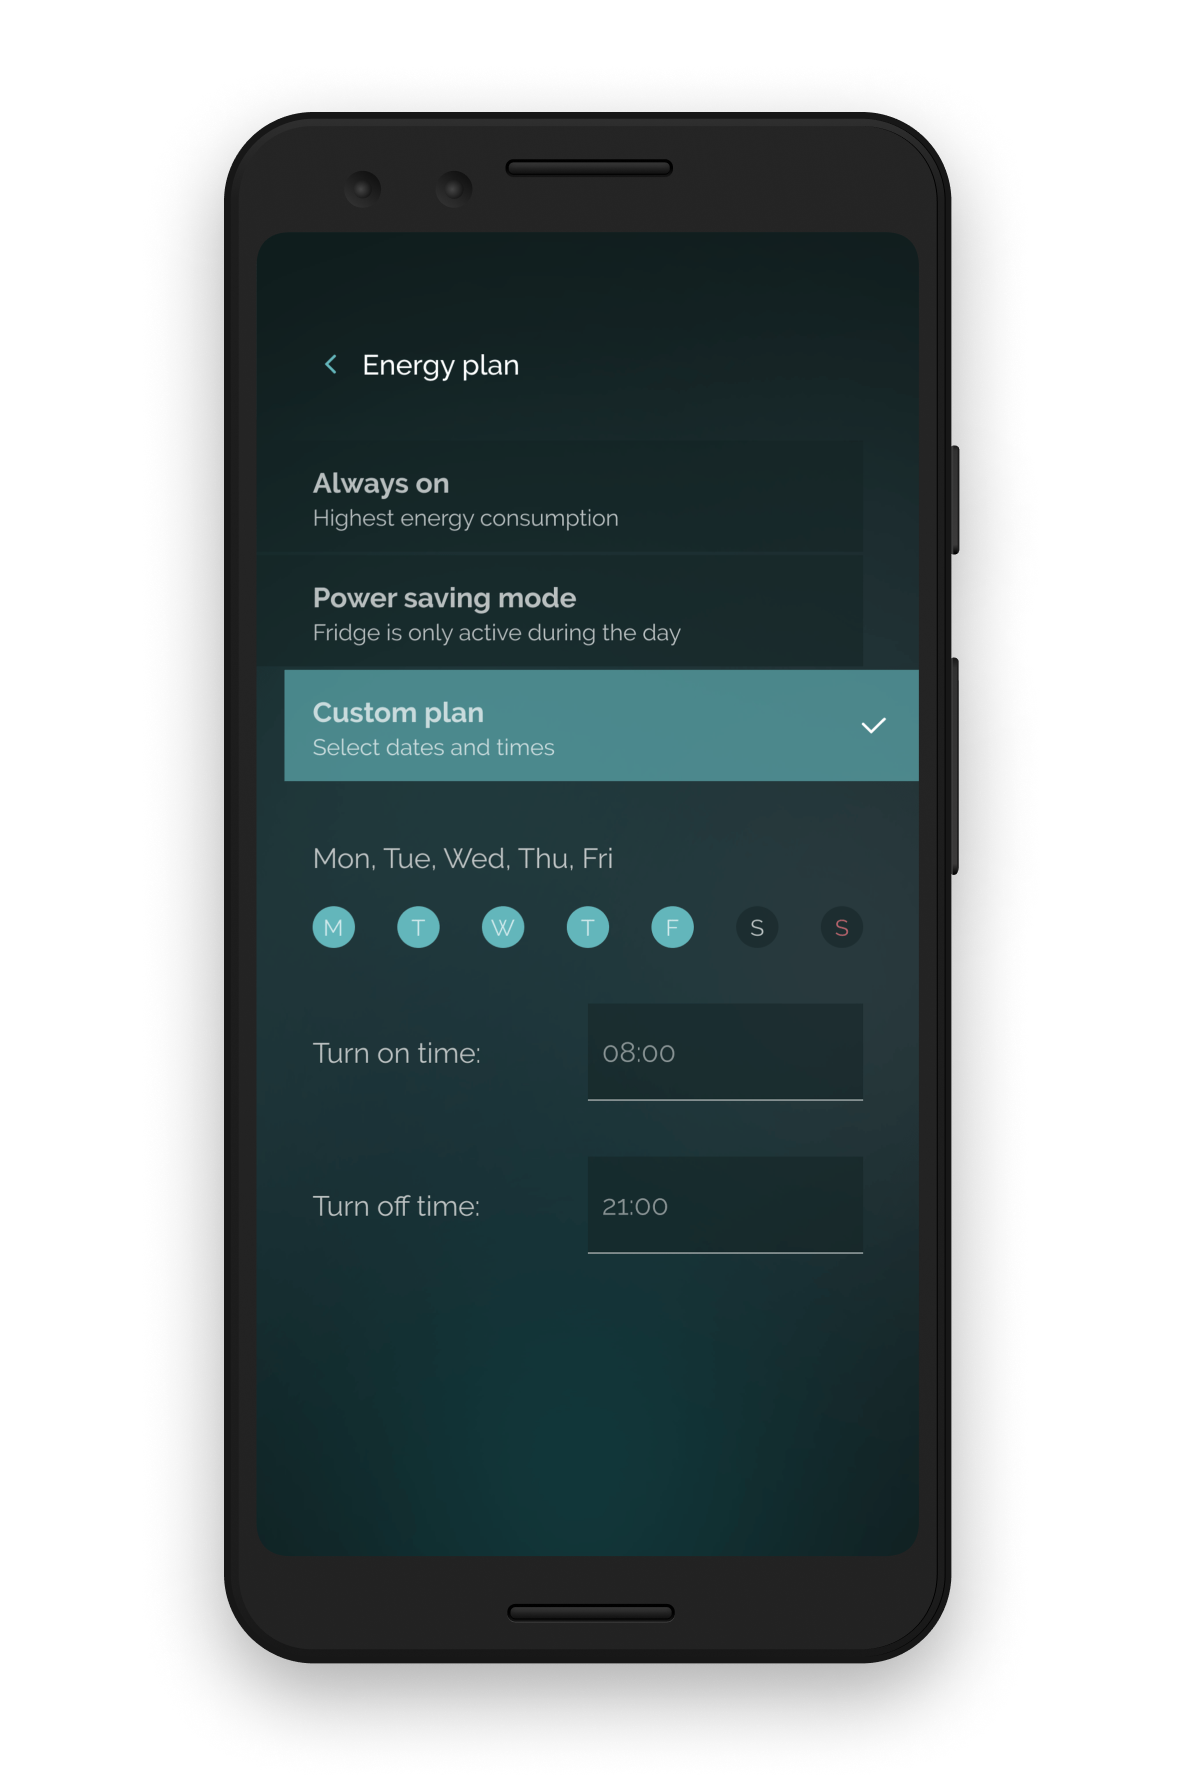 Energy plan
Always on
Highest energy consumption
Power saving mode
Fridge is only active during the day
Custom plan
Select dates and times
Mon, Tue, Wed, Thu, Fri
M T W T F S S
Turn on time: 08:00
Turn off time: 21:00